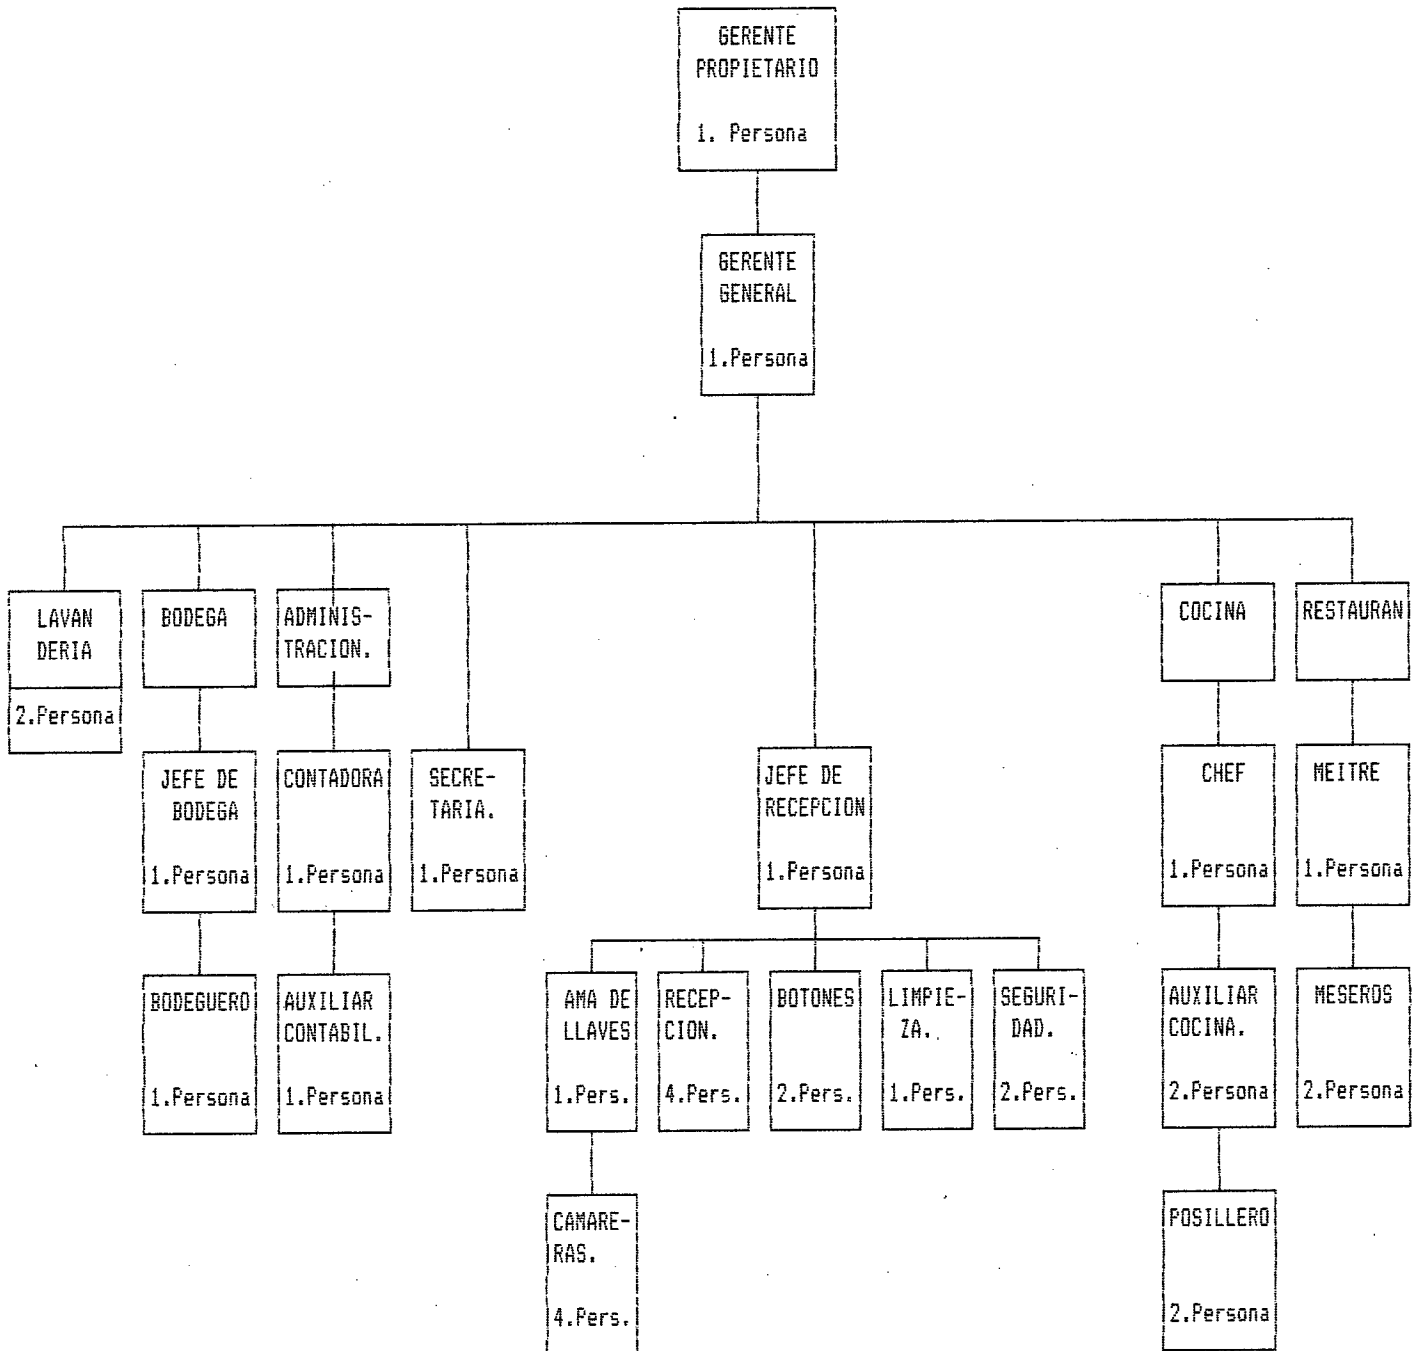 GERENTE
PROPIETARIO
1. Persona
GERENTE
GENERAL
1.Persona
LAVAN
DERIA
2.Persona
BODEGA
JEFE DE
BODEGA
1.Persona
BODEGUERO
1.Persona
ADMINIS-
TRACION.
CONTADORA
1.Persona
AUXILIAR
CONTABIL.
1.Persona
SECRE-
TARIA.
1.Persona
JEFE DE
RECEPCION
1.Persona
AMA DE
LLAVES
1.Pers.
CAMARE-
RAS.
4.Pers.
RECEP-
CION.
4.Pers.
BOTONES
2.Pers.
LIMPIE-
ZA.
1.Pers.
SEGURI-
DAD.
2.Pers.
COCINA
CHEF
1.Persona
AUXILIAR
COCINA.
2.Persona
POSILLERO
2.Persona
RESTAURAN
MEITRE
1.Persona
MESEROS
2.Persona